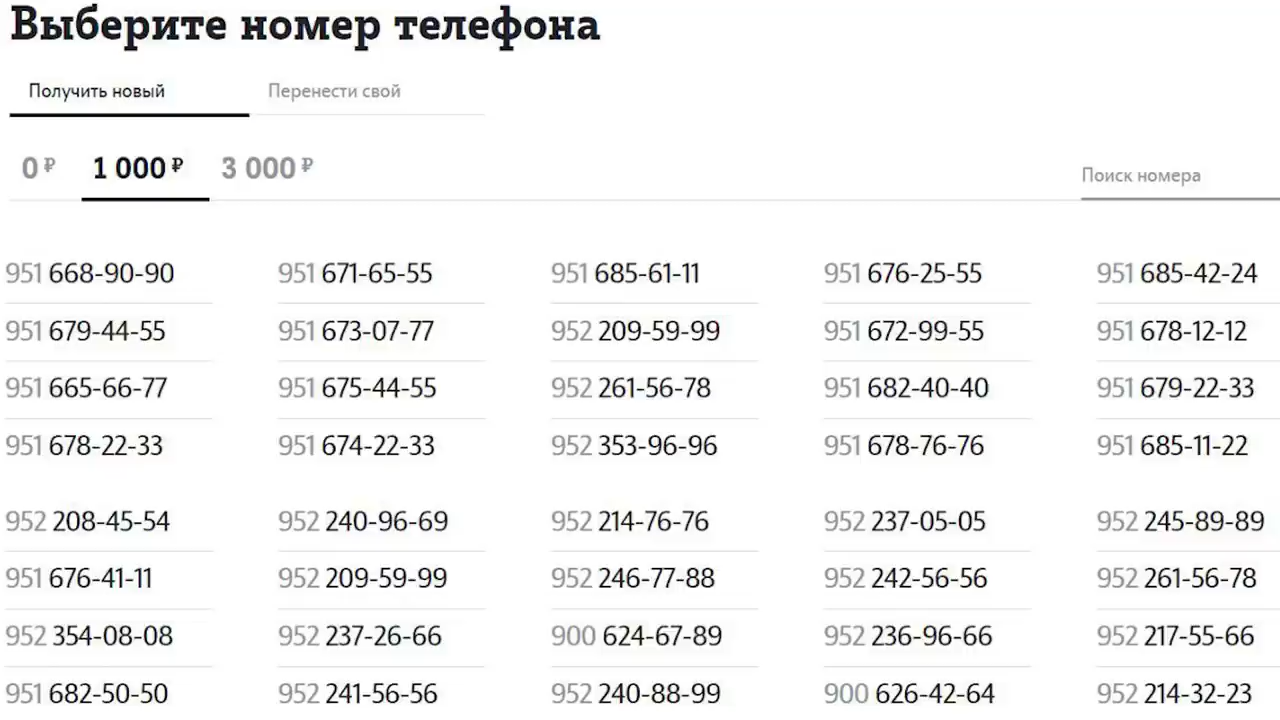 Выберите номер телефона
Получить новый Перенести свой
0 ₽ 1 000 ₽ 3 000 ₽ Поиск номера
951 668-90-90 951 671-65-55 951 685-61-11 951 676-25-55 951 685-42-24
951 679-44-55 951 673-07-77 952 209-59-99 951 672-99-55 951 678-12-12
951 665-66-77 951 675-44-55 952 261-56-78 951 682-40-40 951 679-22-33
951 678-22-33 951 674-22-33 952 353-96-96 951 678-76-76 951 685-11-22
952 208-45-54 952 240-96-69 952 214-76-76 952 237-05-05 952 245-89-89
951 676-41-11 952 209-59-99 952 246-77-88 952 242-56-56 952 261-56-78
952 354-08-08 952 237-26-66 900 624-67-89 952 236-96-66 952 217-55-66
951 682-50-50 952 241-56-56 952 240-88-99 900 626-42-64 952 214-32-23